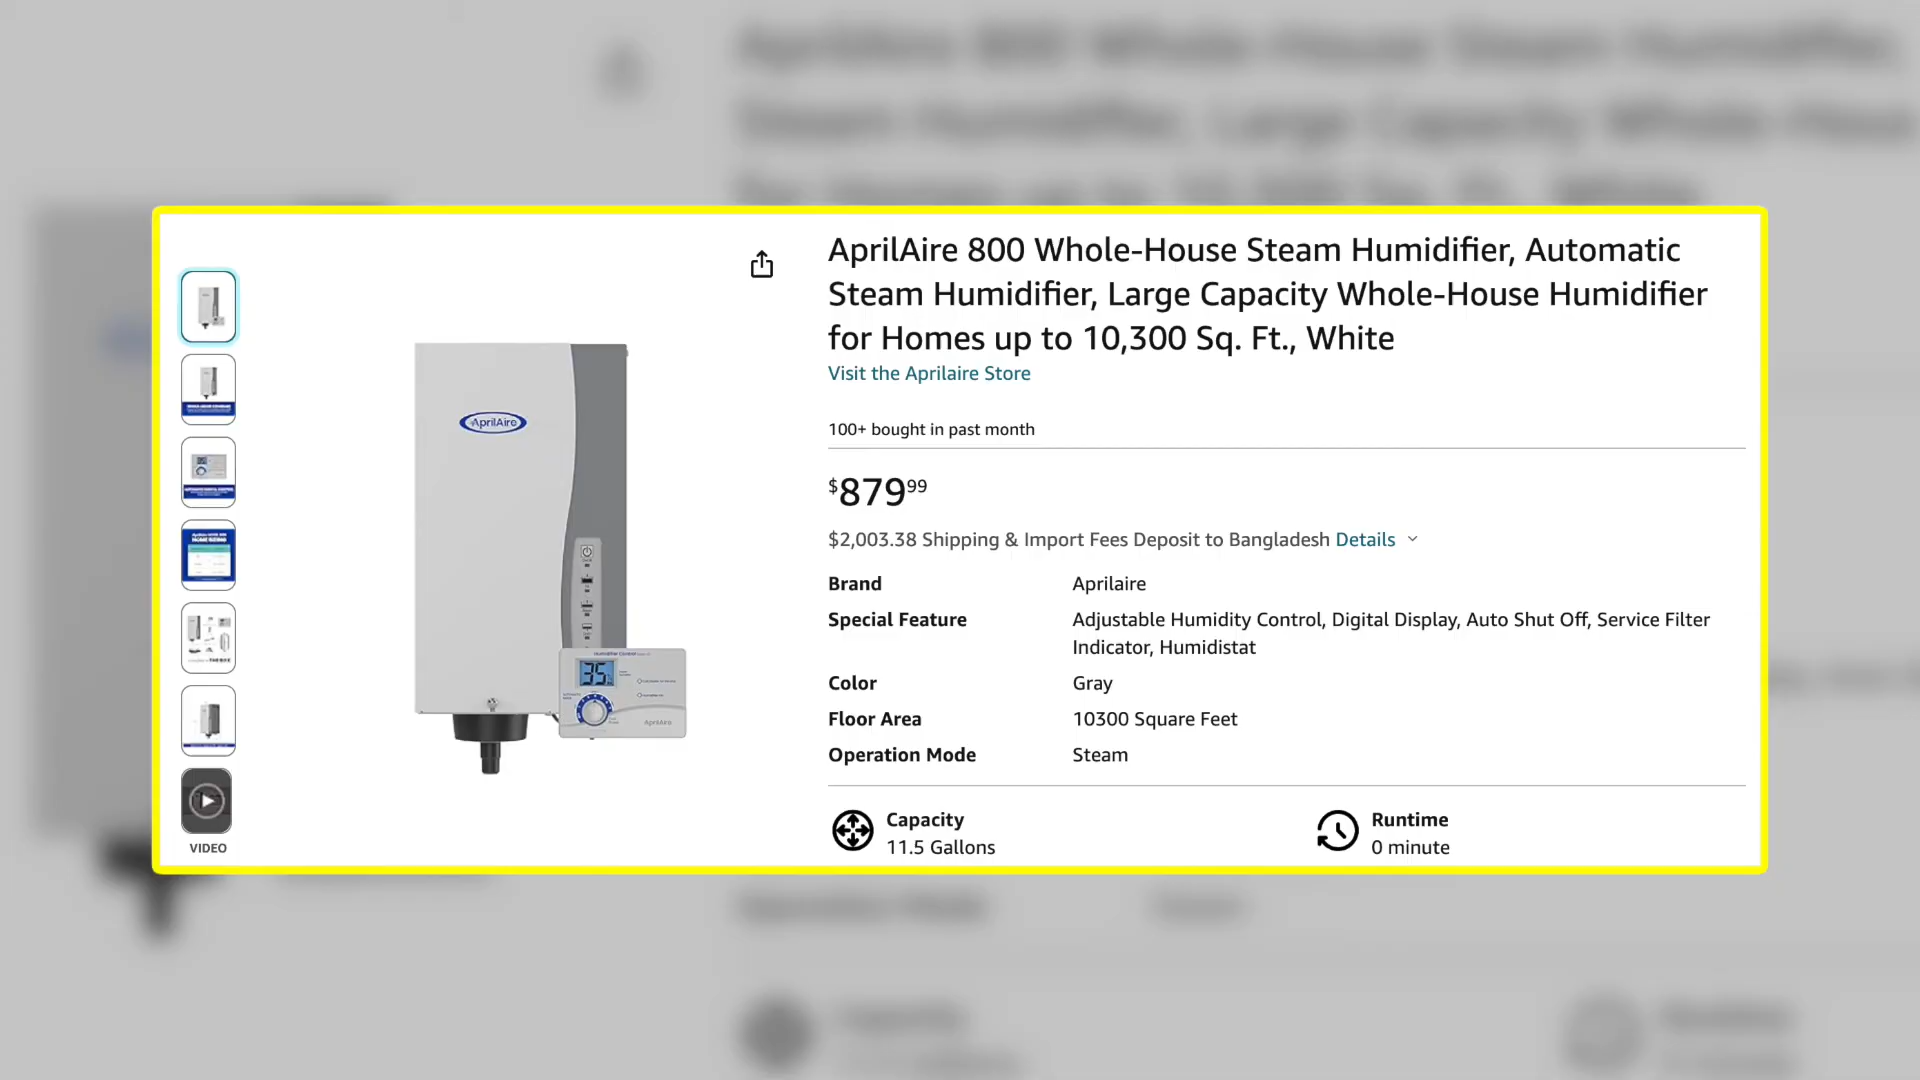 AprilAire 800 Whole-House Steam Humidifier, Automatic
Steam Humidifier, Large Capacity Whole-House Humidifier
for Homes up to 10,300 Sq. Ft., White
Visit the Aprilaire Store
100+ bought in past month
$879.99
$2,003.38 Shipping & Import Fees Deposit to Bangladesh Details
Brand Aprilaire
Special Feature Adjustable Humidity Control, Digital Display, Auto Shut Off, Service Filter
Indicator, Humidistat
Color Gray
Floor Area 10300 Square Feet
Operation Mode Steam
Capacity
11.5 Gallons
Runtime
0 minute
AprilAire
35
AprilAire
VIDEO